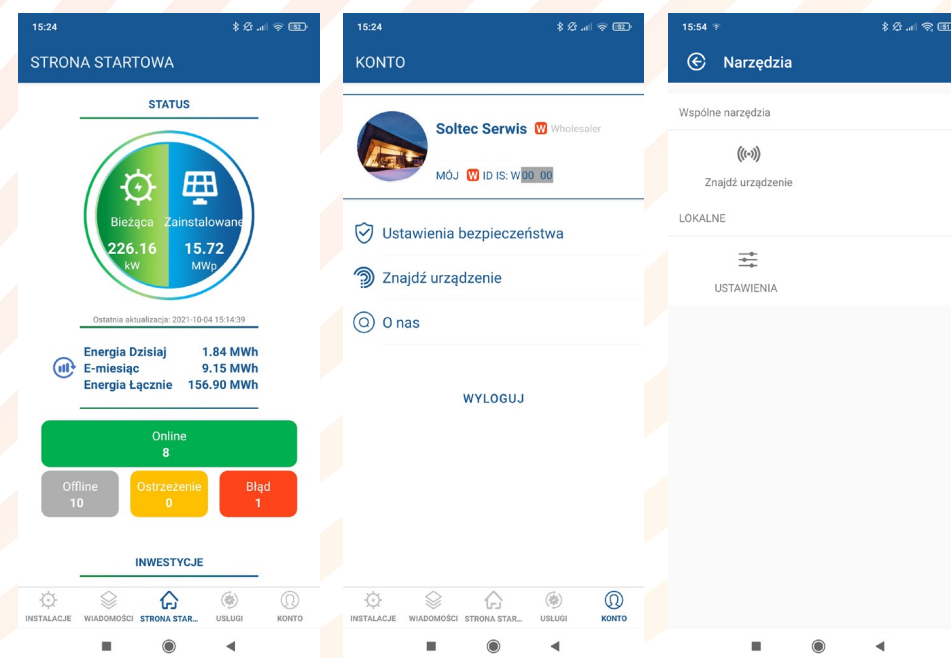 15:24
52
STRONA STARTOWA
STATUS
Bieżąca Zainstalowane
226.16 15.72
kW MWp
Ostatnia aktualizacja: 2021-10-04 15:14:39
Energia Dzisiaj 1.84 MWh
E-miesiąc 9.15 MWh
Energia Łącznie 156.90 MWh
Online
8
Offline Ostrzeżenie Błąd
10 0 1
INWESTYCJE
INSTALACJE WIADOMOŚCI STRONA STAR... USŁUGI KONTO
15:24
52
KONTO
Soltec Serwis W Wholesaler
MÓJ W ID IS: W00 00
Ustawienia bezpieczeństwa
Znajdź urządzenie
O nas
WYLOGUJ
INSTALACJE WIADOMOŚCI STRONA STAR... USŁUGI KONTO
15:54
Narzędzia
Wspólne narzędzia
Znajdź urządzenie
LOKALNE
USTAWIENIA